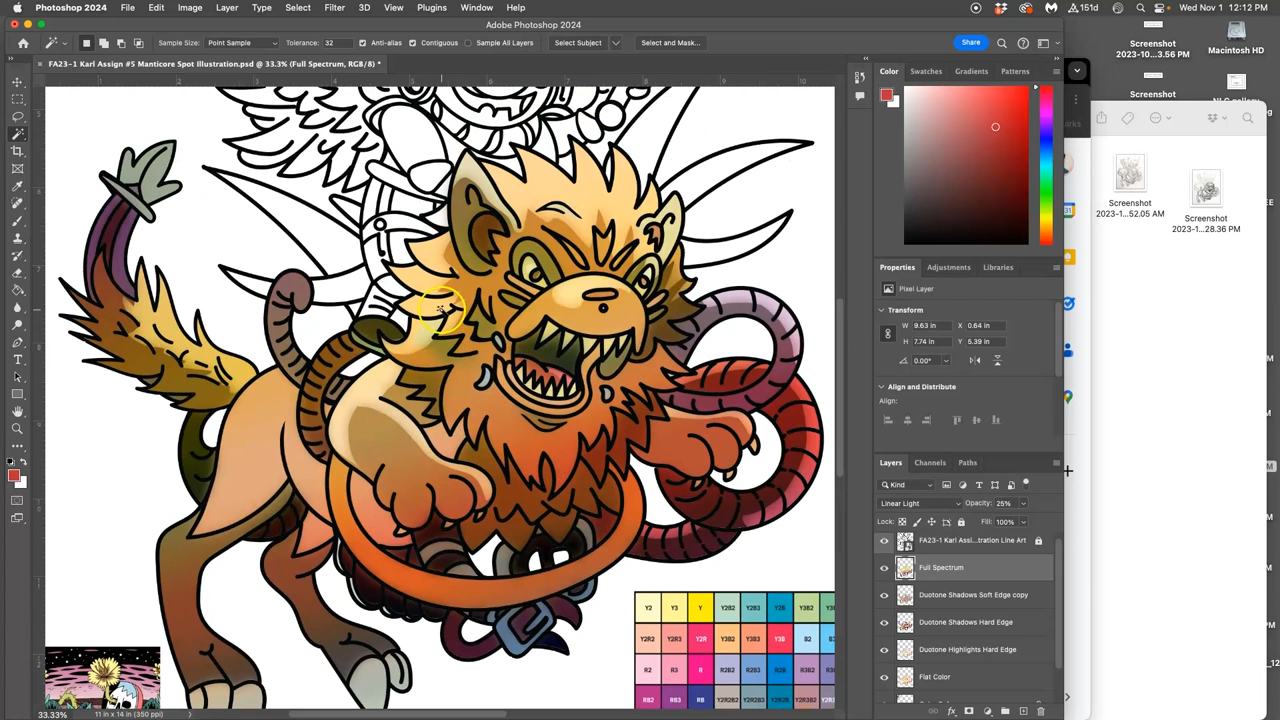 Photoshop 2024 File Edit Image Layer Type Select Filter 3D View Plugins Window Help 151d Wed Nov 1 12:12 PM
Adobe Photoshop 2024
Sample Size: Point Sample Tolerance: 32 Anti-alias Contiguous Sample All Layers Select Subject Select and Mask... Share
FA23-1 Karl Assign #5 Manticore Spot Illustration.psd @ 33.3% (Full Spectrum, RGB/8) *
Color Swatches Gradients Patterns
Properties Adjustments Libraries
Pixel Layer
Transform
W 9.63 in X 0.64 in
H 7.74 in Y 5.39 in
0.00°
Align and Distribute
Align:
Layers Channels Paths
Kind
Linear Light Opacity: 25%
Lock: Fill: 100%
FA23-1 Karl Assi...tration Line Art
Full Spectrum
Duotone Shadows Soft Edge copy
Duotone Shadows Hard Edge
Duotone Highlights Hard Edge
Flat Color
Y2 Y3 Y Y2B2 Y2B3 Y2B Y3B2
Y2R2 Y2R3 Y2R Y3B2 Y3B3 Y3B B2
R2 R3 R R2B2 R2B3 R2B
RB2 RB3 RB
33.33% 11 in x 14 in (350 ppi)
Screenshot
2023-10...3.56 PM
Macintosh HD
Screenshot
Screenshot
2023-1...52.05 AM
Screenshot
2023-1...28.36 PM